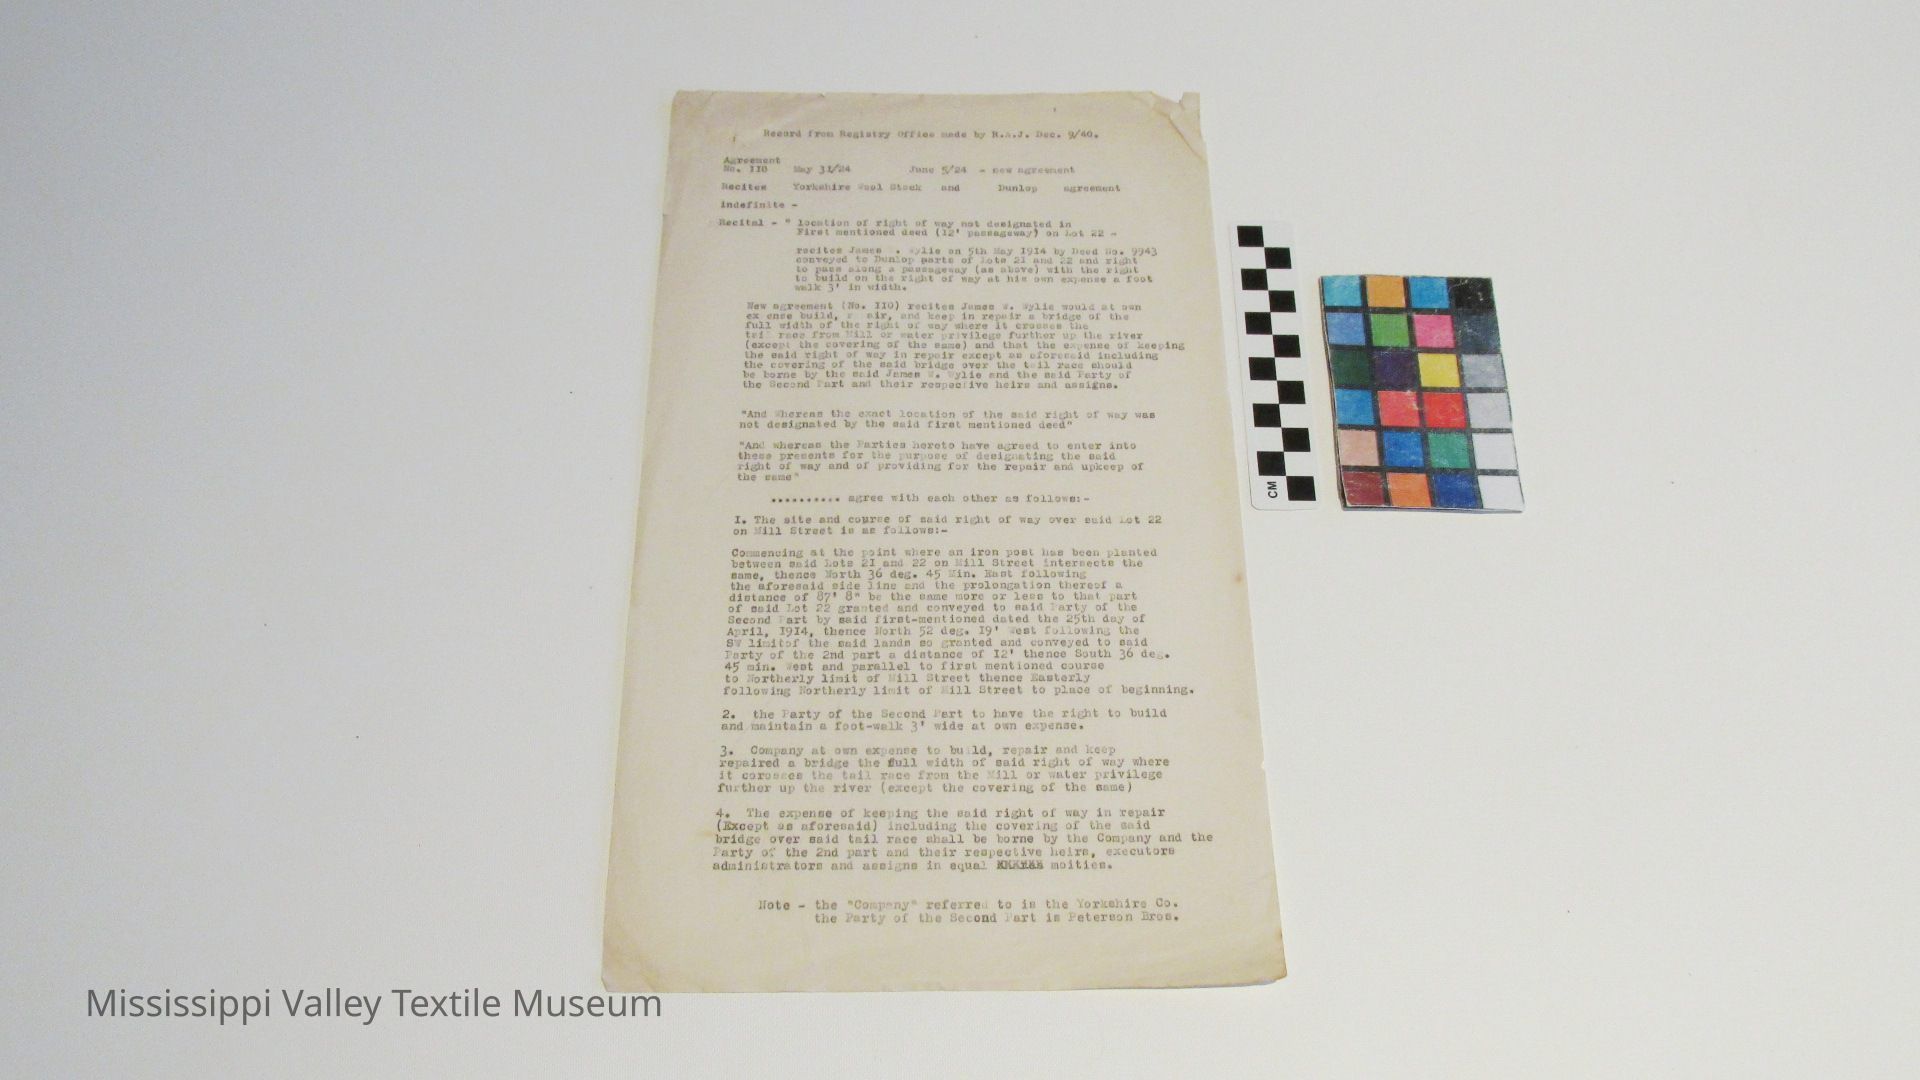 Record from Registry Office made by R.A.J. Dec. 9/40.
Agreement
No. IIO May 31/24 June 5/24 - new agreement
Recites Yorkshire Wool Stock and Dunlop agreement
indefinite -
Recital - " location of right of way not designated in
First mentioned deed (12' passageway) on Lot 22 -
recites James . Wylie on 5th May I9I4 by Deed No. 9943
conveyed to Dunlop parts of Lots 2I and 22 and right
to pass along a passageway (as above) with the right
to build on the right of way at his own expense a foot
walk 3' in width.
New agreement (No. IIO) recites James W. Wylie would at own
ex ense build, r air, and keep in repair a bridge of the
full width of the right of way where it crosses the
tail race from Mill or water privilege further up the river
(except the covering of the same) and that the expense of keeping
the said right of way in repair except as aforesaid including
the covering of the said bridge over the tail race should
be borne by the said James W. Wylie and the said Party of
the Second Part and their respective heirs and assigns.
"And Whereas the exact location of the said right of way was
not designated by the said first mentioned deed"
"And whereas the Parties hereto have agreed to enter into
these presents for the purpose of designating the said
right of way and of providing for the repair and upkeep of
the same"
.......... agree with each other as follows:-
I. The site and course of said right of way over said Lot 22
on Mill Street is as follows:-
Commencing at the point where an iron post has been planted
between said Lots 2I and 22 on Mill Street intersects the
same, thence North 36 deg. 45 Min. East following
the aforesaid side line and the prolongation thereof a
distance of 87' 8" be the same more or less to that part
of said Lot 22 granted and conveyed to said Party of the
Second Part by said first-mentioned dated the 25th day of
April, I9I4, thence North 52 deg. I9' West following the
SW limitof the said lands so granted and conveyed to said
Party of the 2nd part a distance of I2' thence South 36 deg.
45 min. West and parallel to first mentioned course
to Northerly limit of Mill Street thence Easterly
following Northerly limit of Mill Street to place of beginning.
2. the Party of the Second Part to have the right to build
and maintain a foot-walk 3' wide at own expense.
3. Company at own expense to build, repair and keep
repaired a bridge the full width of said right of way where
it corosses the tail race from the Mill or water privilege
further up the river (except the covering of the same)
4. The expense of keeping the said right of way in repair
(Except as aforesaid) including the covering of the said
bridge over said tail race shall be borne by the Company and the
Party of the 2nd part and their respective heirs, executors
administrators and assigns in equal moities.
Note - the "Company" referred to is the Yorkshire Co.
the Party of the Second Part is Peterson Bros.
CM
Mississippi Valley Textile Museum